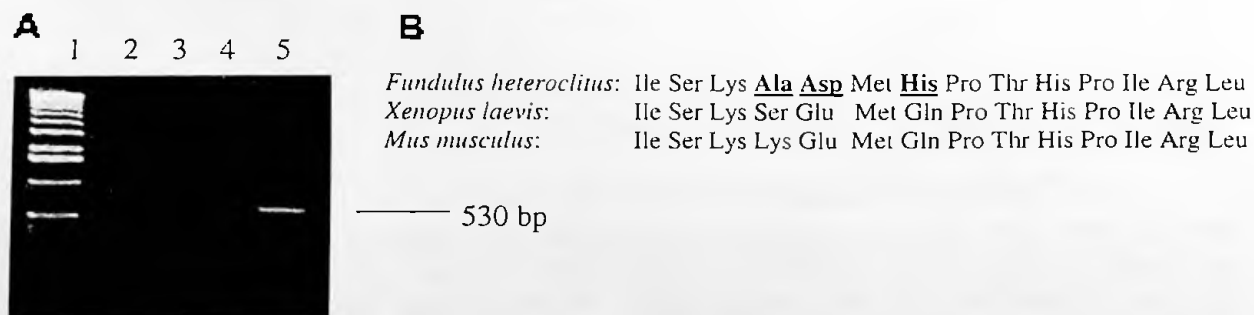 A
1 2 3 4 5
B
Fundulus heteroclitus: Ile Ser Lys Ala Asp Met His Pro Thr His Pro Ile Arg Leu
Xenopus laevis: Ile Ser Lys Ser Glu Met Gln Pro Thr His Pro Ile Arg Leu
Mus musculus: Ile Ser Lys Lys Glu Met Gln Pro Thr His Pro Ile Arg Leu
530 bp